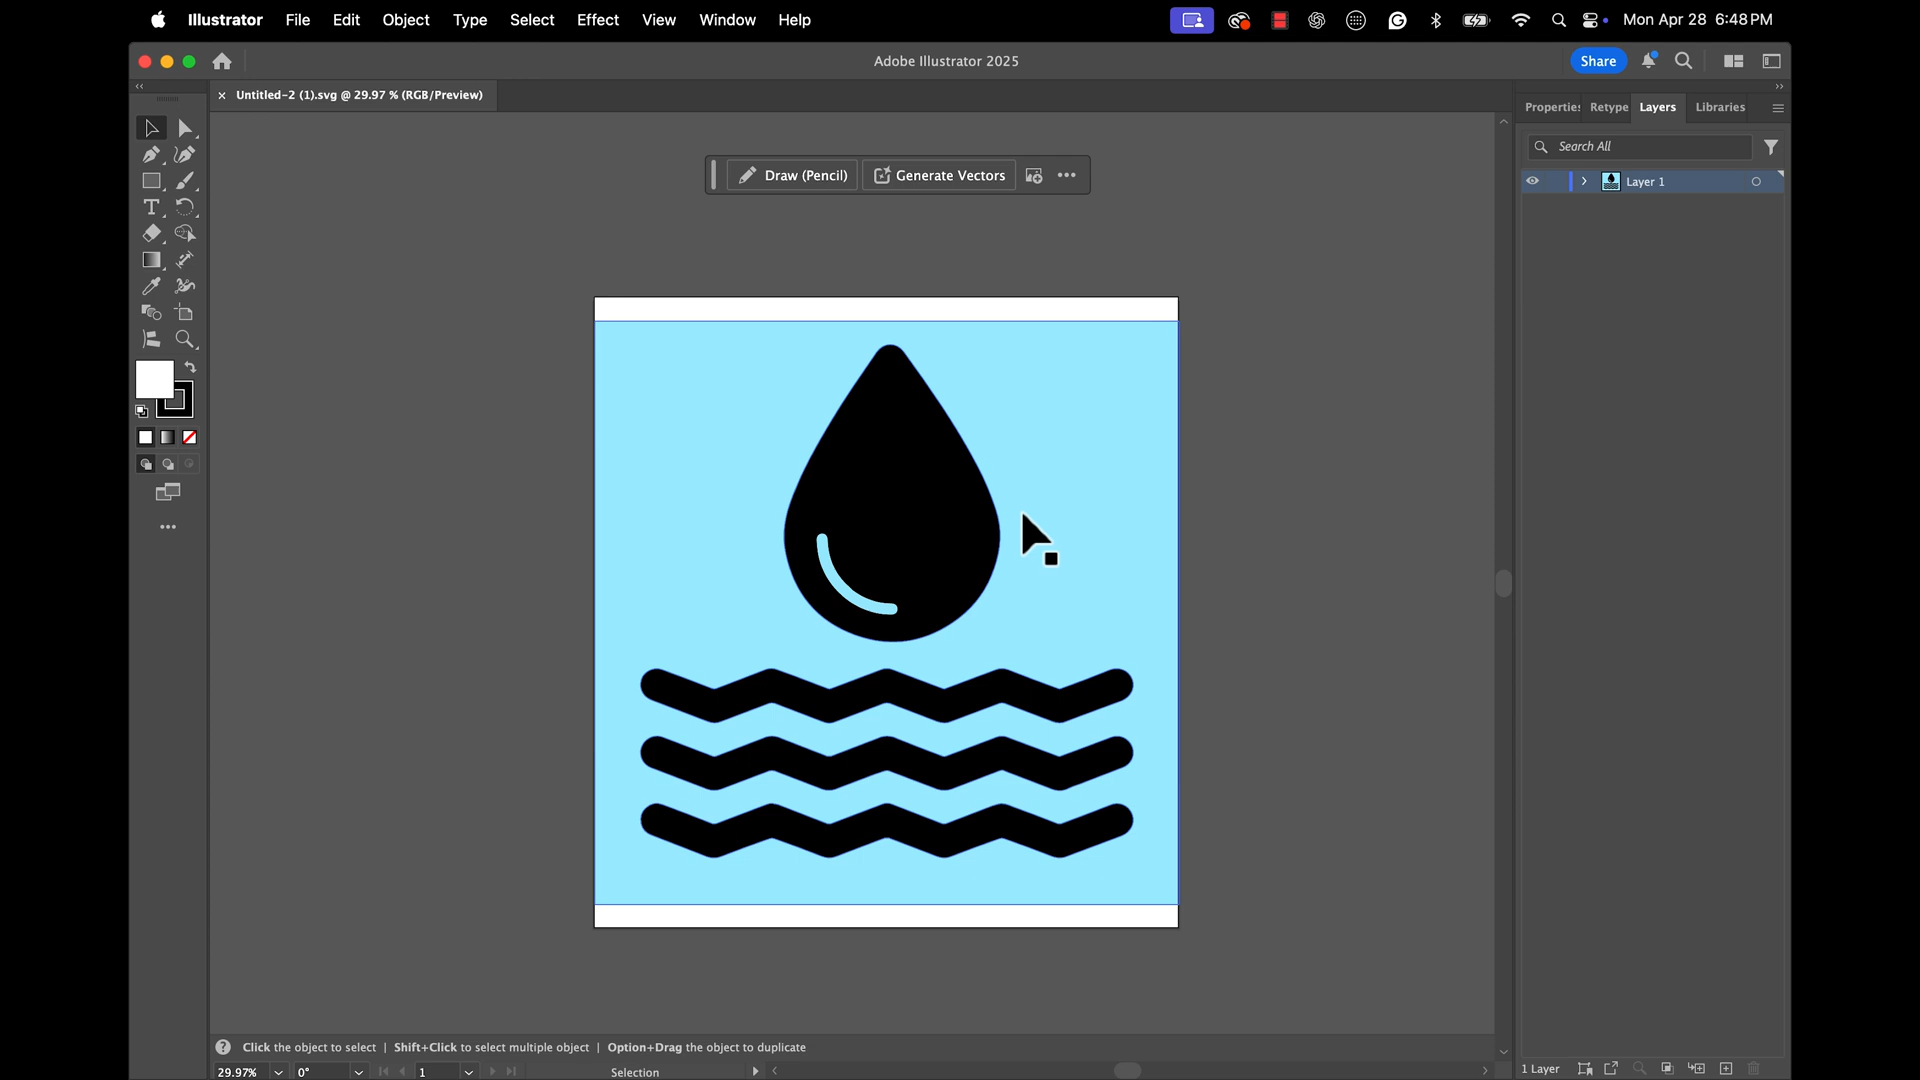 Illustrator File Edit Object Type Select Effect View Window Help Mon Apr 28 6:48 PM
Adobe Illustrator 2025
Share
Untitled-2 (1).svg @ 29.97 % (RGB/Preview)
Properties Retype Layers Libraries
Search All
Draw (Pencil) Generate Vectors
Layer 1
Click the object to select | Shift+Click to select multiple object | Option+Drag the object to duplicate
29.97% 0° 1 Selection
1 Layer